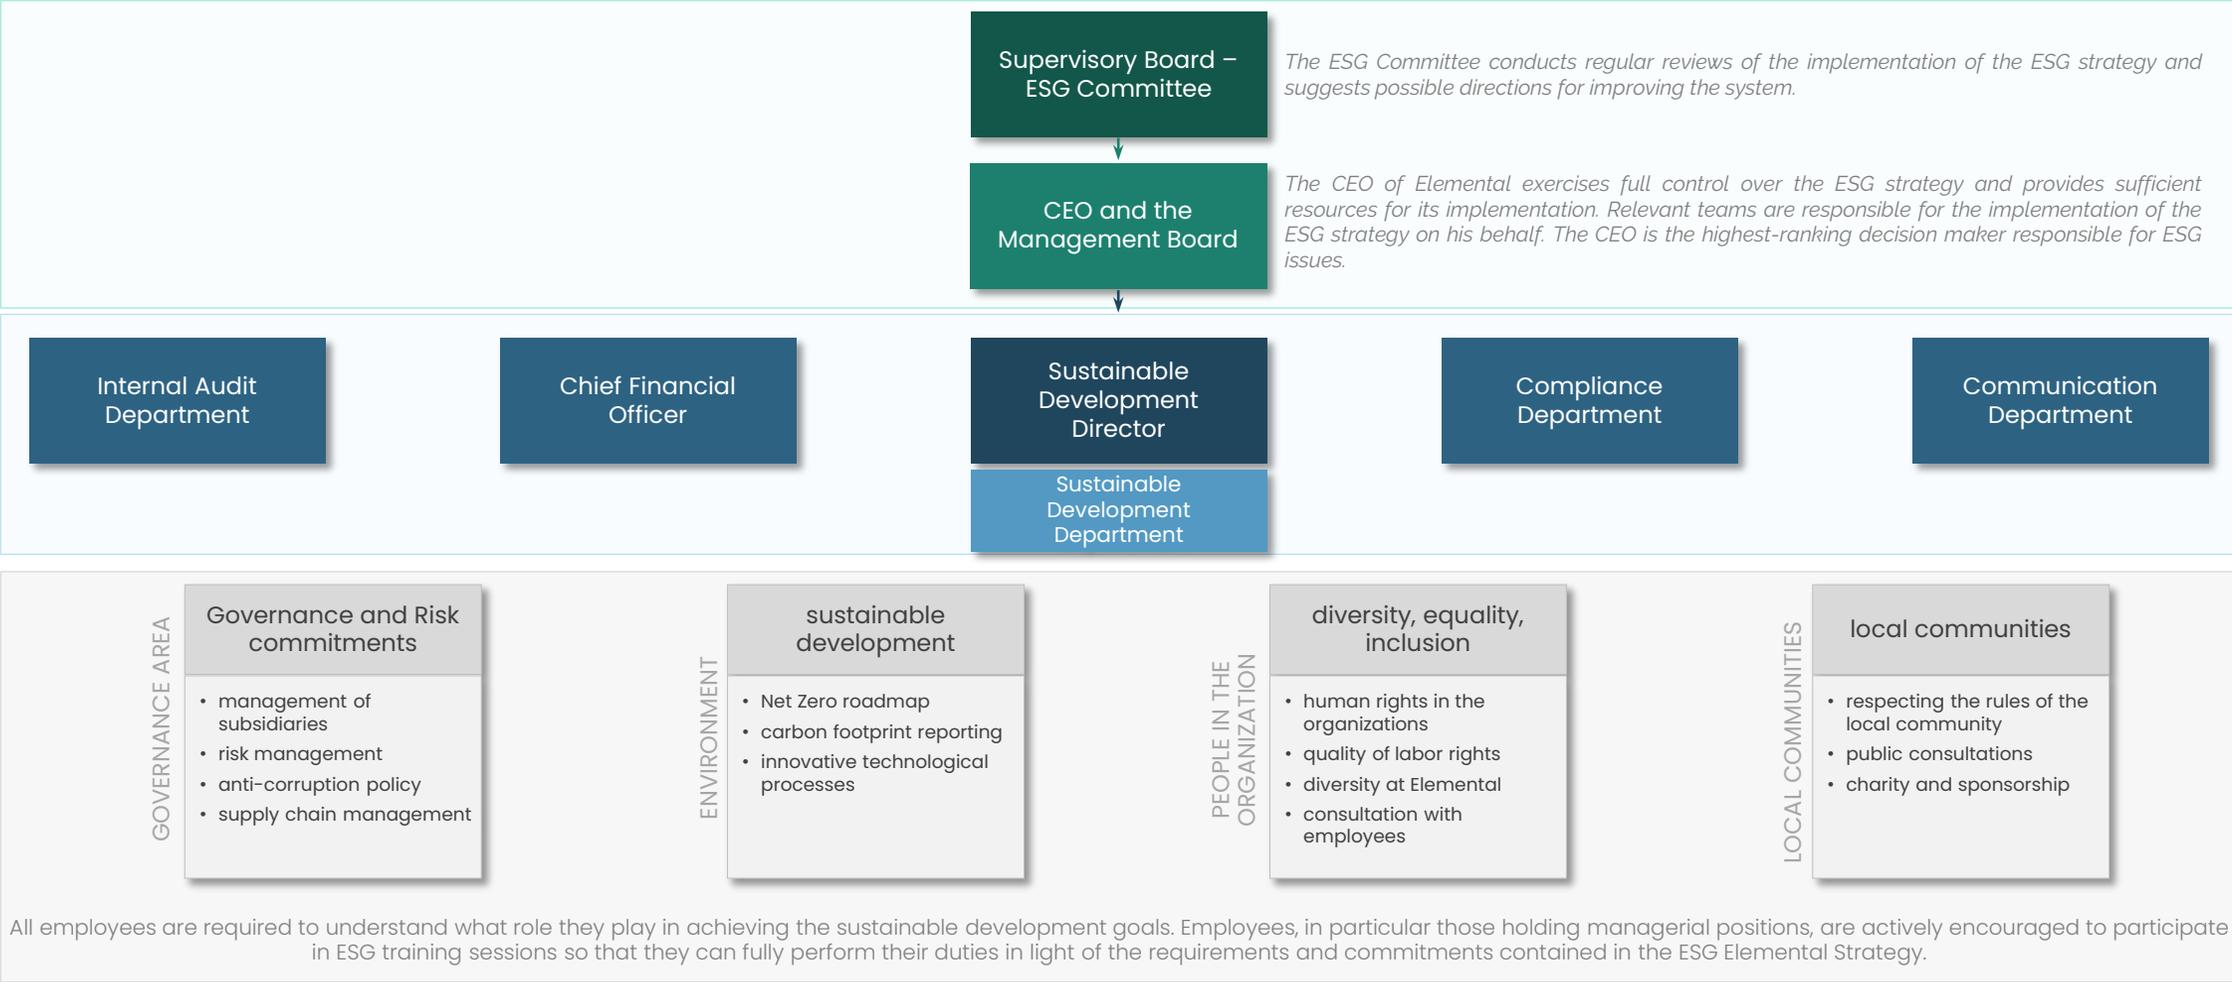 Supervisory Board –
ESG Committee
The ESG Committee conducts regular reviews of the implementation of the ESG strategy and
suggests possible directions for improving the system.
CEO and the
Management Board
The CEO of Elemental exercises full control over the ESG strategy and provides sufficient
resources for its implementation. Relevant teams are responsible for the implementation of the
ESG strategy on his behalf. The CEO is the highest-ranking decision maker responsible for ESG
issues.
Internal Audit
Department
Chief Financial
Officer
Sustainable
Development
Director
Compliance
Department
Communication
Department
Sustainable
Development
Department
GOVERNANCE AREA
Governance and Risk
commitments
• management of
subsidiaries
• risk management
• anti-corruption policy
• supply chain management
ENVIRONMENT
sustainable
development
• Net Zero roadmap
• carbon footprint reporting
• innovative technological
processes
PEOPLE IN THE
ORGANIZATION
diversity, equality,
inclusion
• human rights in the
organizations
• quality of labor rights
• diversity at Elemental
• consultation with
employees
LOCAL COMMUNITIES
local communities
• respecting the rules of the
local community
• public consultations
• charity and sponsorship
All employees are required to understand what role they play in achieving the sustainable development goals. Employees, in particular those holding managerial positions, are actively encouraged to participate
in ESG training sessions so that they can fully perform their duties in light of the requirements and commitments contained in the ESG Elemental Strategy.